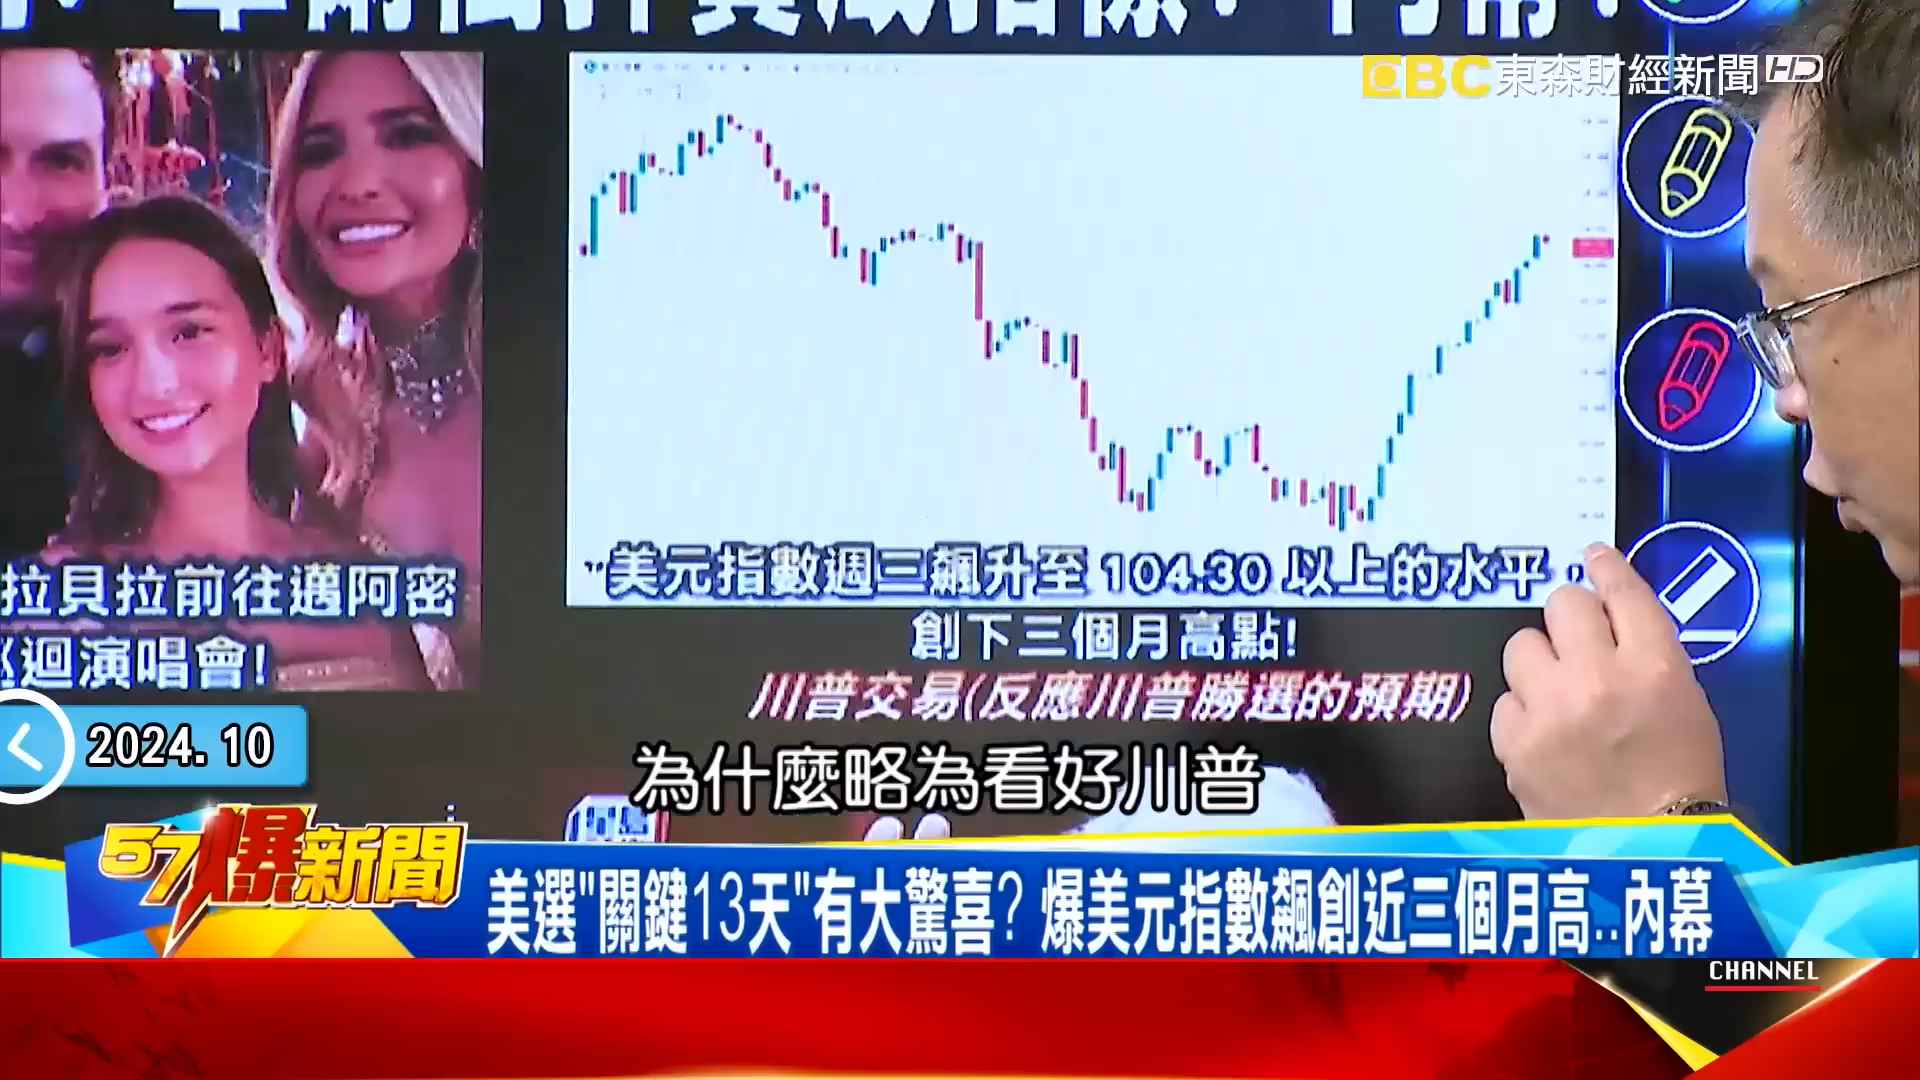 EBC 東森財經新聞 HD
拉貝拉前往邁阿密
巡迴演唱會!
美元指數週三飆升至 104.30 以上的水平
創下三個月高點!
川普交易(反應川普勝選的預期)
2024.10
為什麼略為看好川普
57爆新聞
美選"關鍵13天"有大驚喜? 爆美元指數飆創近三個月高..內幕
CHANNEL